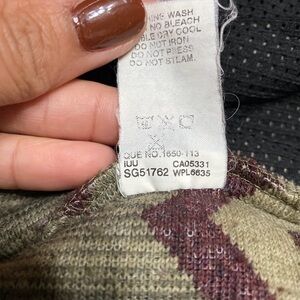 WASH
NO BLEACH
DRY COOL
DO NOT IRON
DO NOT PRESS
DO NOT STEAM.
QUE NO.:1650-113
IUU CA05331
SG51762 WPL6635